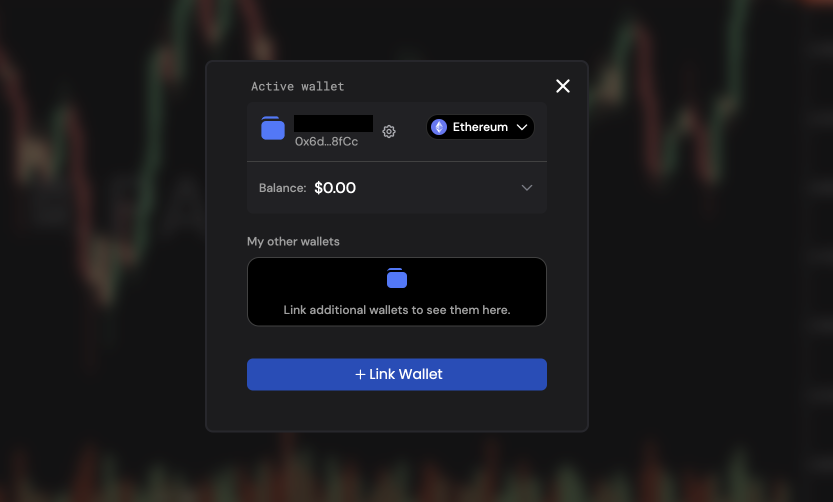 Active wallet
0x6d...8fCc
Ethereum
Balance: $0.00
My other wallets
Link additional wallets to see them here.
+ Link Wallet